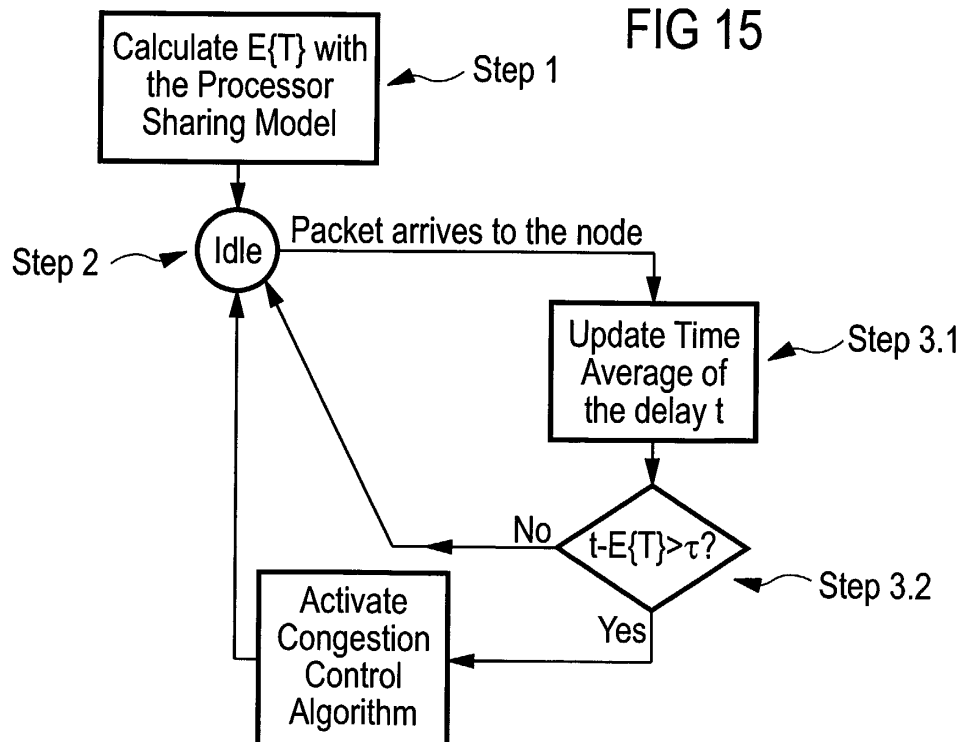 FIG 15
Calculate E{T} with
the Processor
Sharing Model
Step 1
Idle
Step 2
Packet arrives to the node
Update Time
Average of
the delay t
Step 3.1
t-E{T}>τ?
No
Yes
Step 3.2
Activate
Congestion
Control
Algorithm